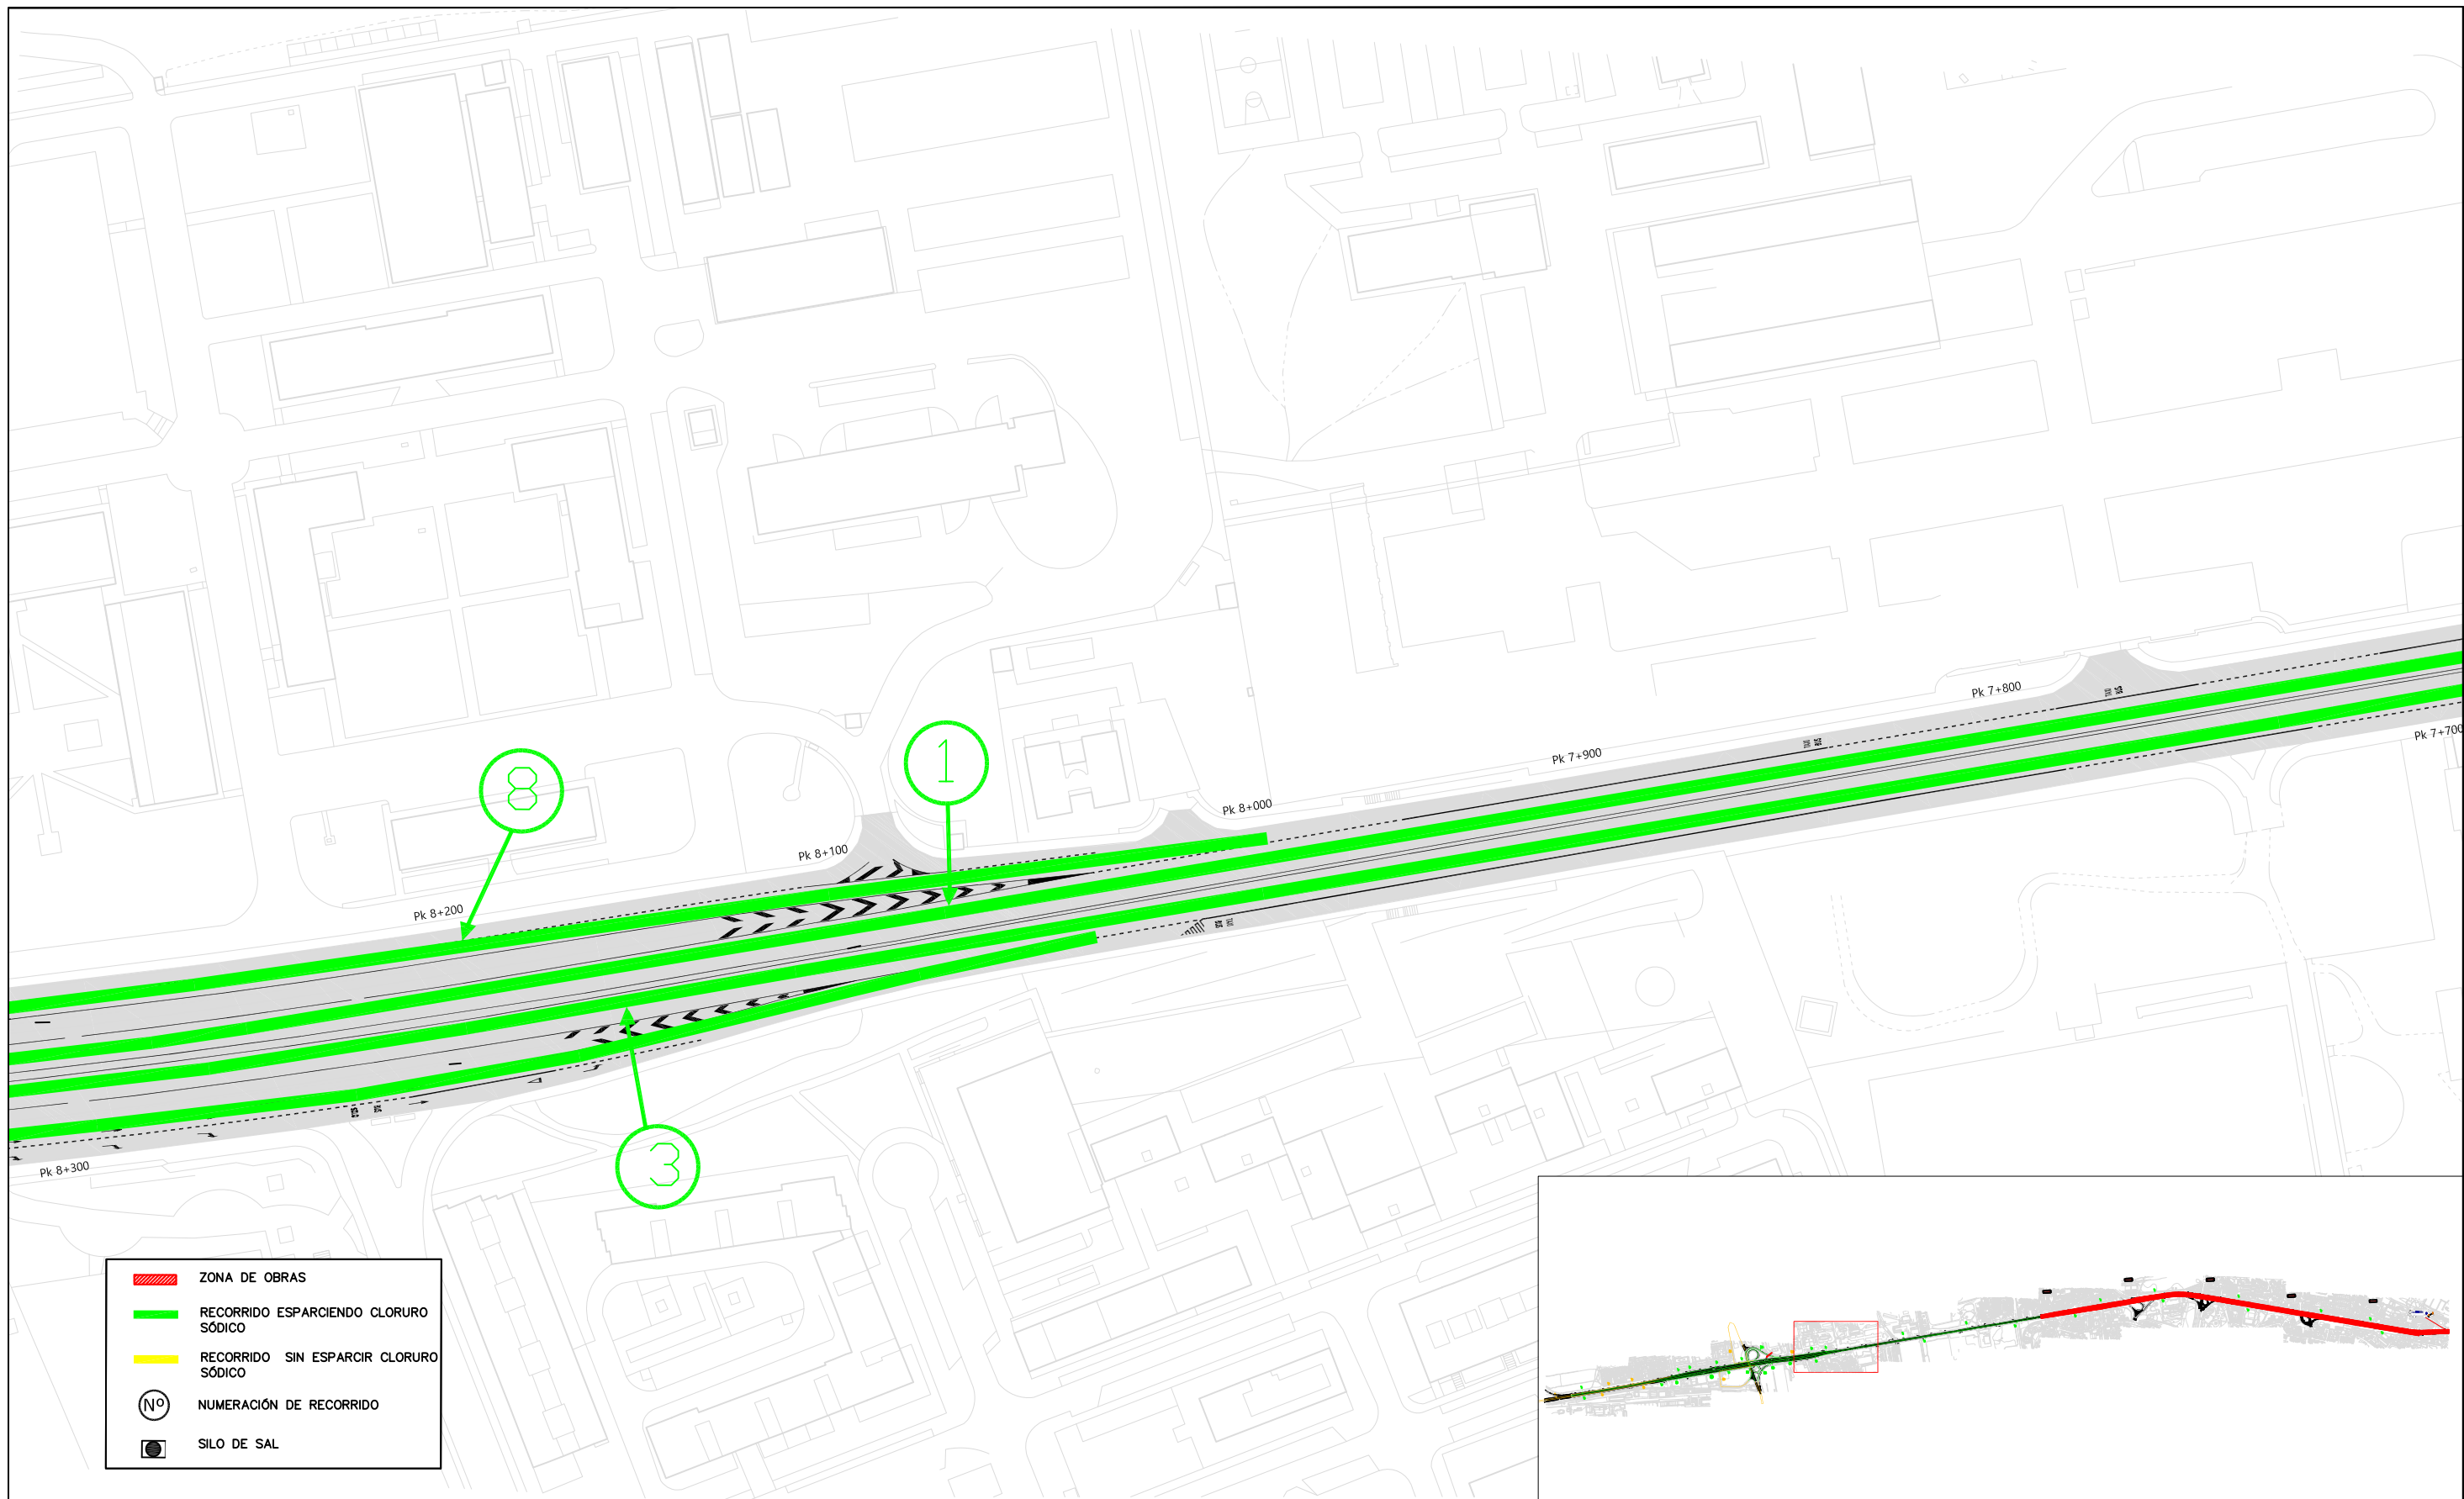 Pk 7+800
Pk 7+700
Pk 7+900
Pk 8+000
Pk 8+100
Pk 8+200
Pk 8+300
8
1
3
ZONA DE OBRAS
RECORRIDO ESPARCIENDO CLORURO
SÓDICO
RECORRIDO SIN ESPARCIR CLORURO
SÓDICO
Nº
NUMERACIÓN DE RECORRIDO
SILO DE SAL